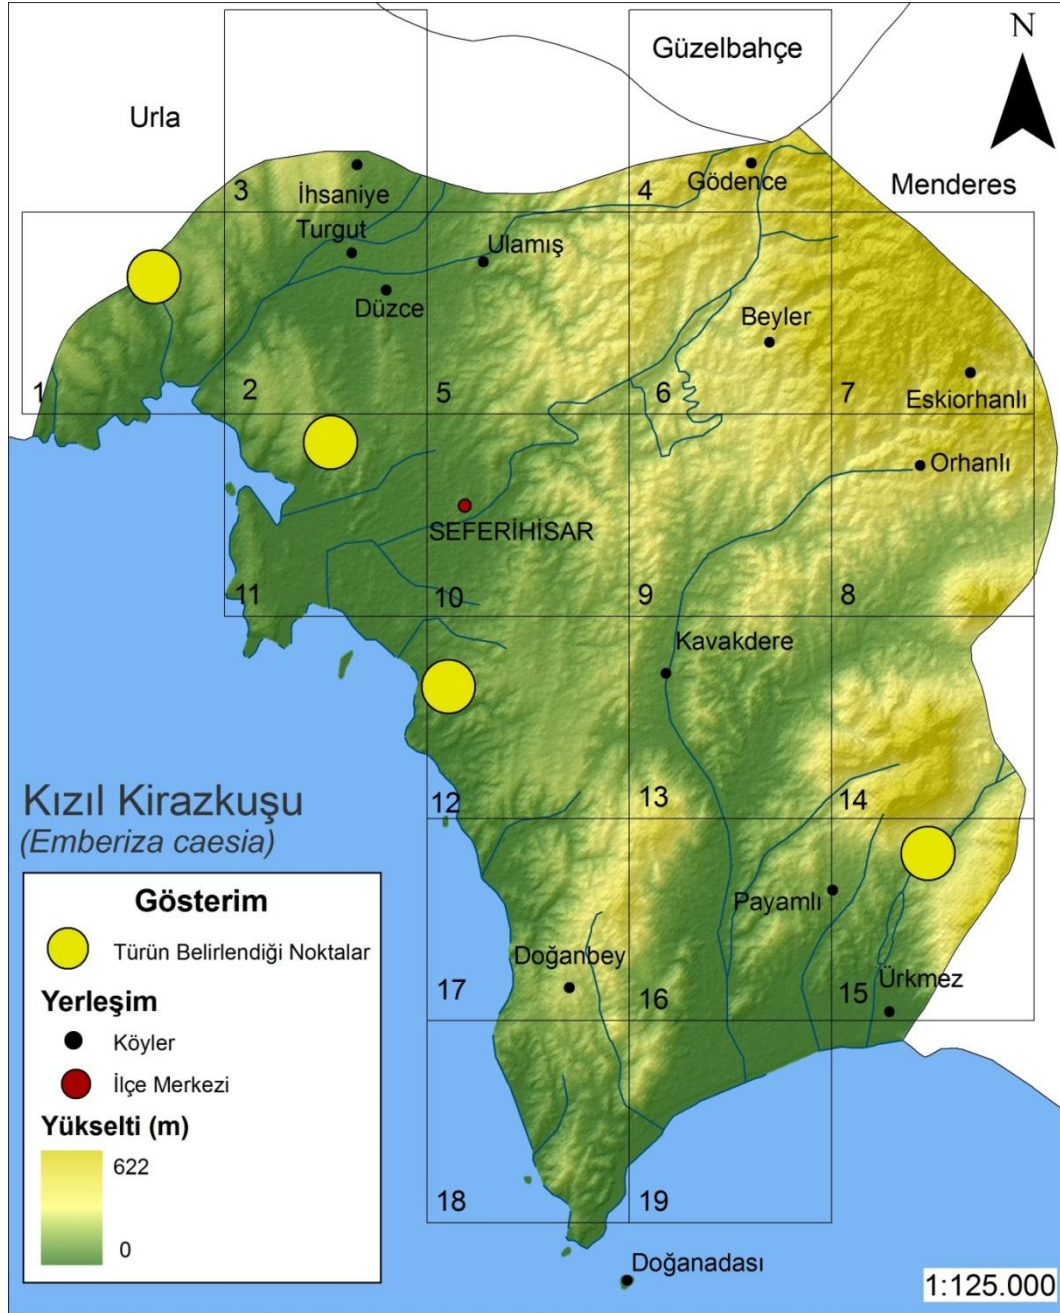 N
Güzelbahçe
Urla
Menderes
3
4
İhsaniye
Gödence
Turgut
Ulamış
Düzce
Beyler
1
2
5
6
7
Eskiorhanlı
Orhanlı
SEFERİHİSAR
11
10
9
8
Kavakdere
12
13
14
Kızıl Kirazkuşu
(Emberiza caesia)
Gösterim
Türün Belirlendiği Noktalar
Yerleşim
Köyler
İlçe Merkezi
Yükselti (m)
622
0
Payamlı
Doğanbey
17
16
15
Ürkmez
18
19
Doğanadası
1:125.000